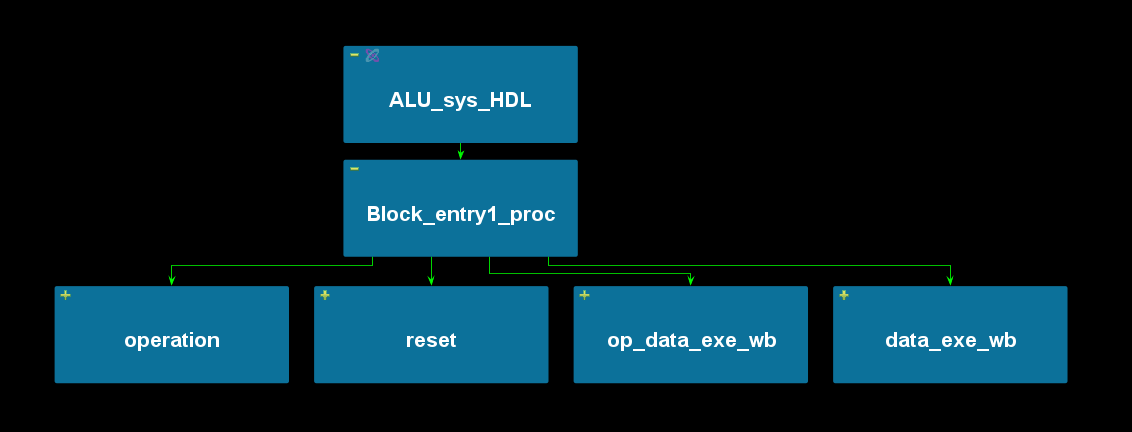 ALU_sys_HDL
Block_entry1_proc
operation
reset
op_data_exe_wb
data_exe_wb